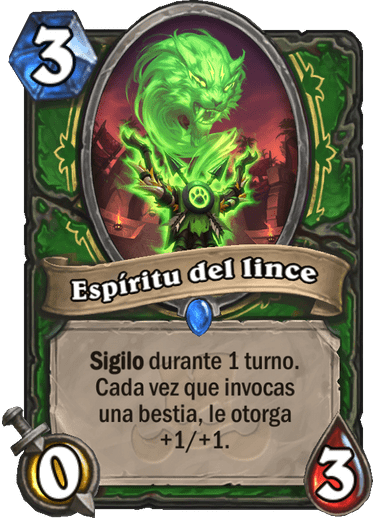 3
Espíritu del lince
Sigilo durante 1 turno.
Cada vez que invocas
una bestia, le otorga
+1/+1.
0
3